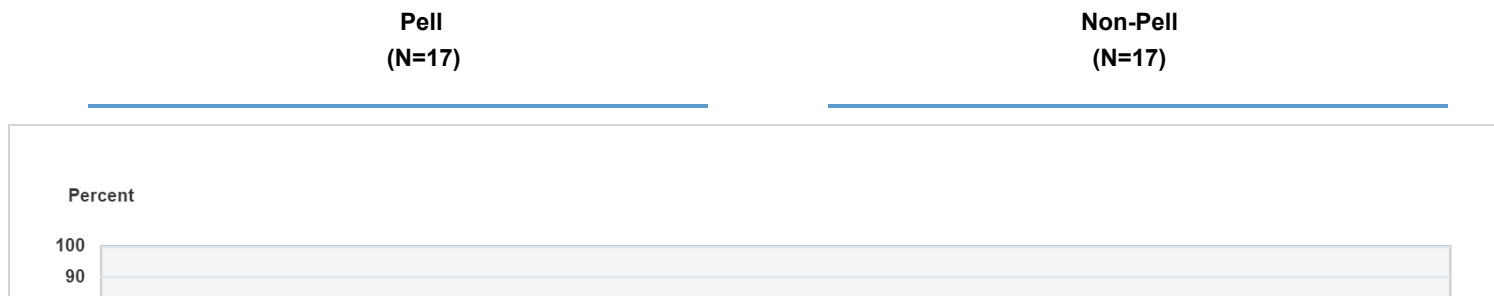 Pell Non-Pell
(N=17) (N=17)
Percent
100
90